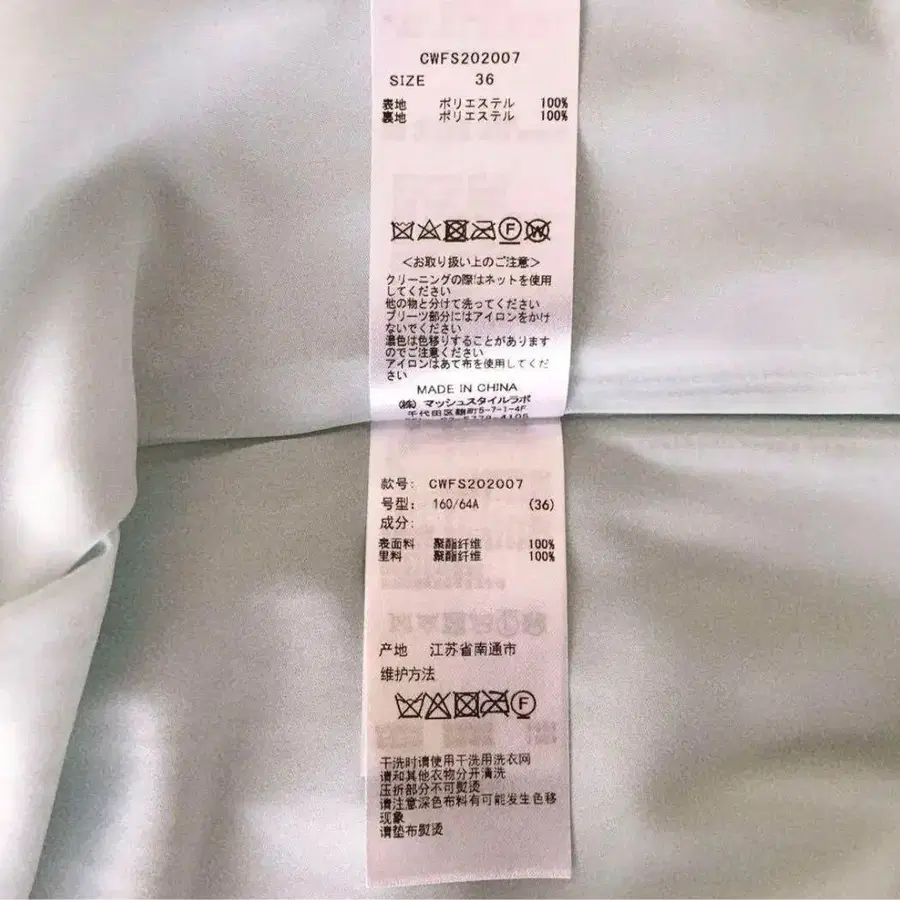 CWFS202007
SIZE 36
表地 ポリエステル 100%
裏地 ポリエステル 100%
F W
＜お取り扱い上のご注意＞
クリーニングの際はネットを使用
してください
他の物と分けて洗ってください
プリーツ部分にはアイロンをかけ
ないでください
濃色は色移りすることがあります
のでご注意ください
アイロンはあて布を使用してくだ
さい
MADE IN CHINA
(株) マッシュスタイルラボ
千代田区麹町5-7-1-4F
款号: CWFS202007
号型: 160/64A (36)
成分:
表面料 聚酯纤维 100%
里料 聚酯纤维 100%
产地 江苏省南通市
维护方法
F
干洗时请使用干洗用洗衣网
请和其他衣物分开清洗
压折部分不可熨烫
请注意深色布料有可能发生色移
现象
请垫布熨烫